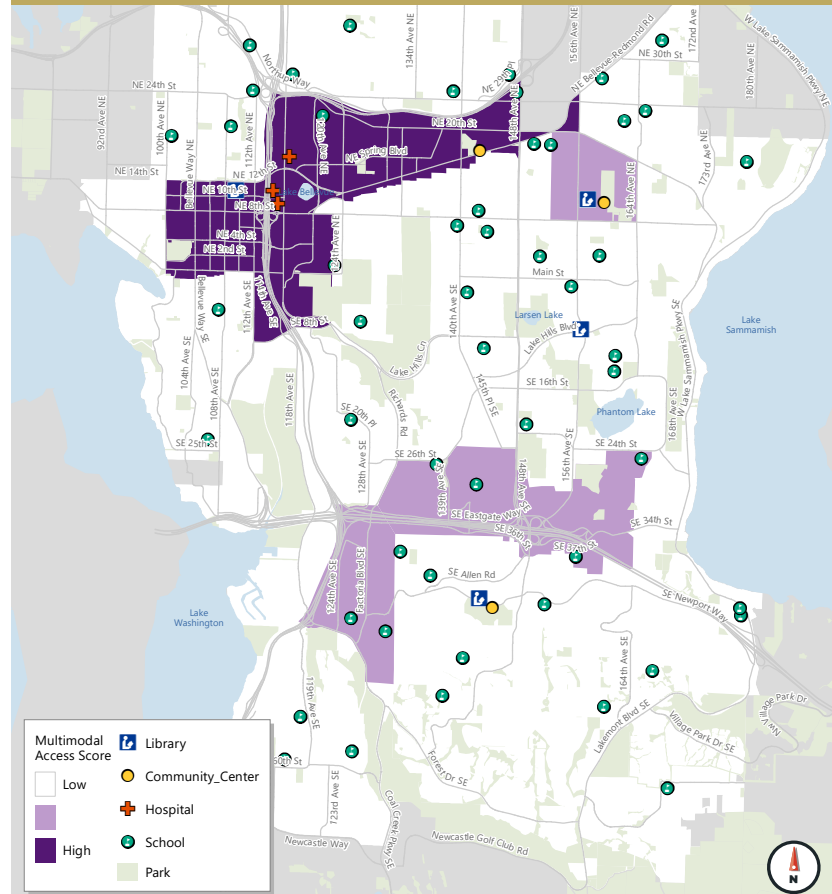 134th Ave NE
156th Ave NE
NE Bellevue-Redmond Rd
172nd Ave NE
W Lake Sammamish Pkwy NE
NE 30th St
Northup Way
NE 29th Pl
180th Ave NE
NE 24th St
148th Ave NE
92nd Ave NE
100th Ave NE
112th Ave NE
NE 20th St
NE Spring Blvd
NE 12th St
NE 14th St
173rd Ave NE
Bellevue Way NE
NE 10th St
164th Ave NE
NE 8th St
NE 4th St
NE 2nd St
Main St
114th Ave SE
Bellevue Way SE
112th Ave SE
140th Ave SE
Larsen Lake
Lake Hills Blvd
Lake
Sammamish
SE 8th St
W Lake Sammamish Pkwy SE
Lake Hills Cn
104th Ave SE
108th Ave SE
118th Ave SE
145th Pl SE
SE 16th St
Richards Rd
SE 20th Pl
Phantom Lake
168th Ave SE
SE 25th St
SE 24th St
128th Ave SE
SE 26th St
139th Ave SE
148th Ave SE
156th Ave SE
SE Eastgate Way
SE 36th St
SE 34th St
SE 37th St
124th Ave SE
Factoria Blvd SE
SE Allen Rd
SE Newport Way
Lake
Washington
164th Ave SE
119th Ave SE
Lakemont Blvd SE
Village Park Dr SE
NW Village Park Dr
Forest Dr SE
Coal Creek Pkwy SE
Newcastle Way
Newcastle Golf Club Rd
Multimodal
Access Score
Low
High
Library
Community_Center
Hospital
School
Park
N